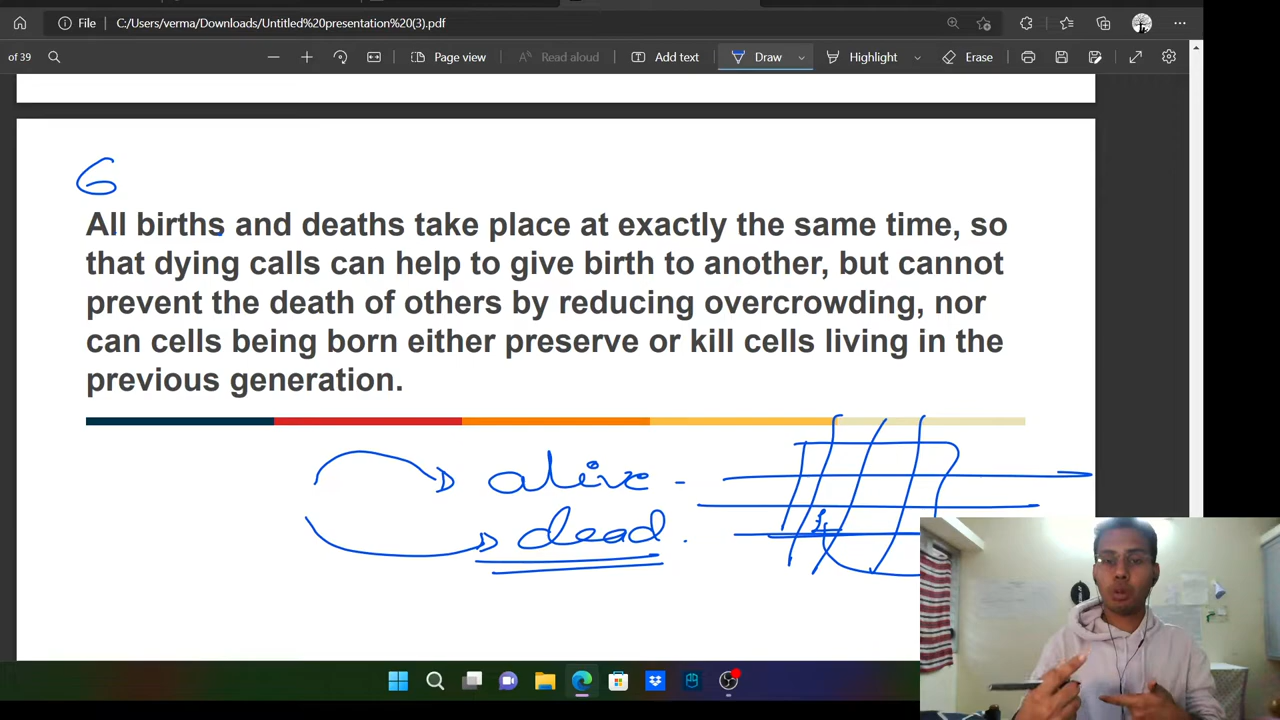 File C:/Users/verma/Downloads/Untitled%20presentation%20(3).pdf
of 39 Page view Read aloud Add text Draw Highlight Erase
6
All births and deaths take place at exactly the same time, so
that dying calls can help to give birth to another, but cannot
prevent the death of others by reducing overcrowding, nor
can cells being born either preserve or kill cells living in the
previous generation.
alive -
dead.